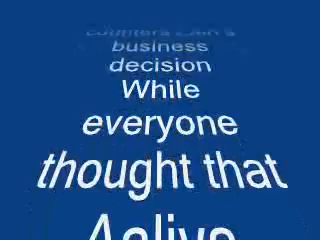 business
decision
While
everyone
thought that